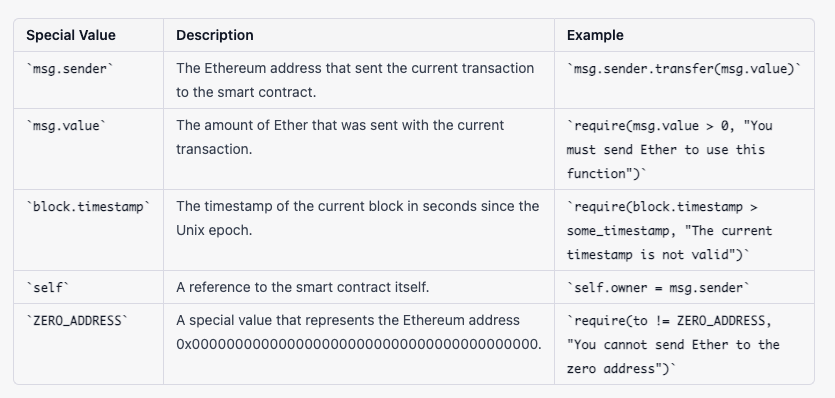 Special Value Description Example
`msg.sender` The Ethereum address that sent the current transaction `msg.sender.transfer(msg.value)`
to the smart contract.
`msg.value` The amount of Ether that was sent with the current `require(msg.value > 0, "You
transaction. must send Ether to use this
function")`
`block.timestamp` The timestamp of the current block in seconds since the `require(block.timestamp >
Unix epoch. some_timestamp, "The current
timestamp is not valid")`
`self` A reference to the smart contract itself. `self.owner = msg.sender`
`ZERO_ADDRESS` A special value that represents the Ethereum address `require(to != ZERO_ADDRESS,
0x0000000000000000000000000000000000000000. "You cannot send Ether to the
zero address")`